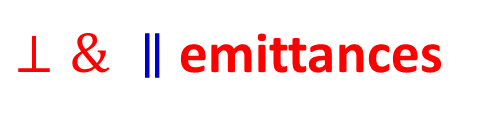 ⊥ & ∥ emittances